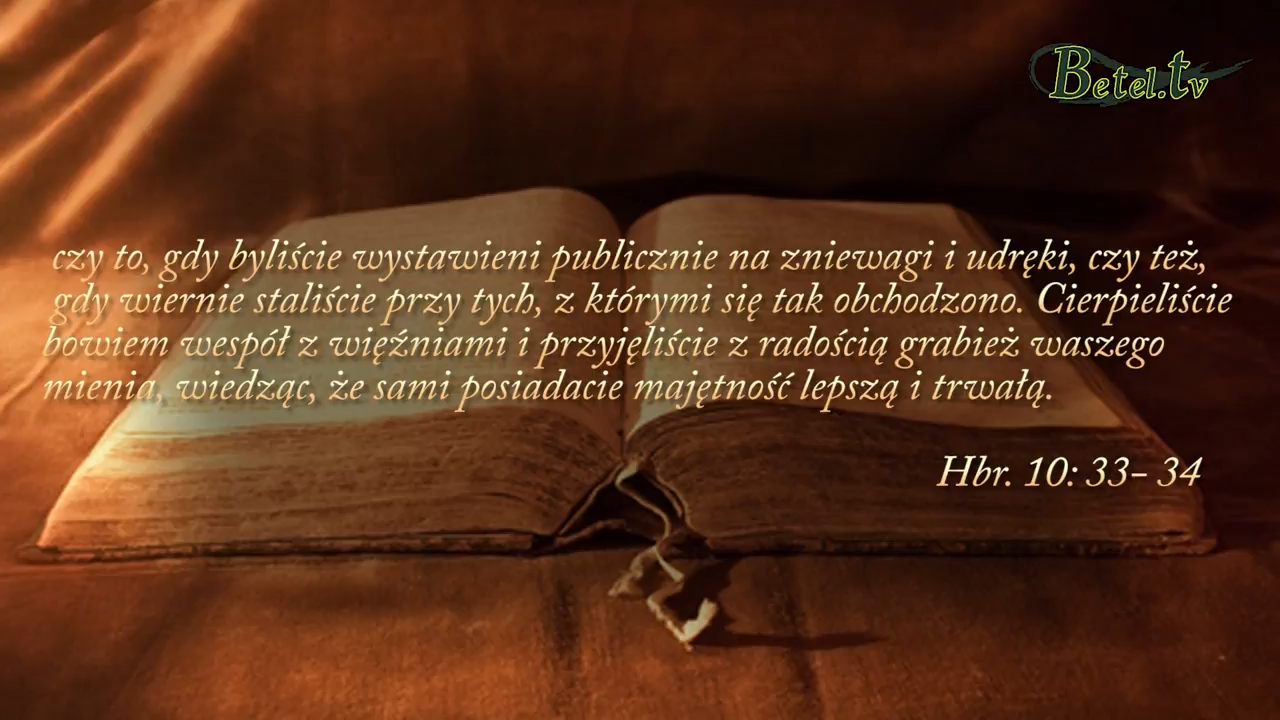 Betel.tv
czy to, gdy byliście wystawieni publicznie na zniewagi i udręki, czy też,
gdy wiernie staliście przy tych, z którymi się tak obchodzono. Cierpieliście
bowiem wespół z więźniami i przyjęliście z radością grabież waszego
mienia, wiedząc, że sami posiadacie majętność lepszą i trwałą.
Hbr. 10: 33- 34